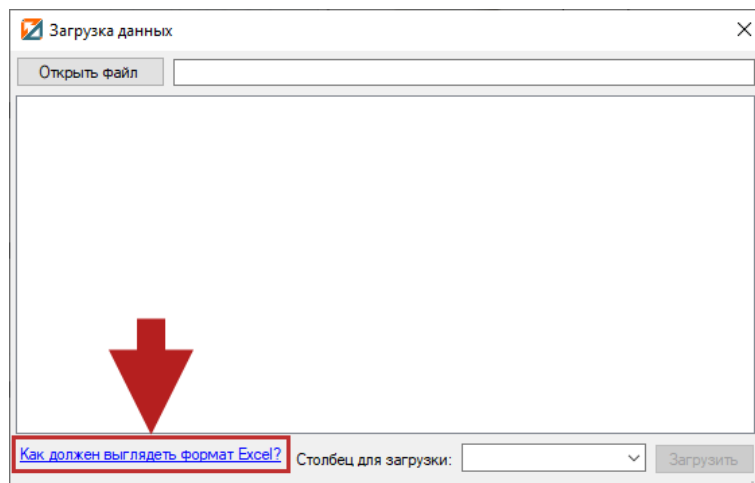 Загрузка данных
Открыть файл
Как должен выглядеть формат Excel? Столбец для загрузки: Загрузить